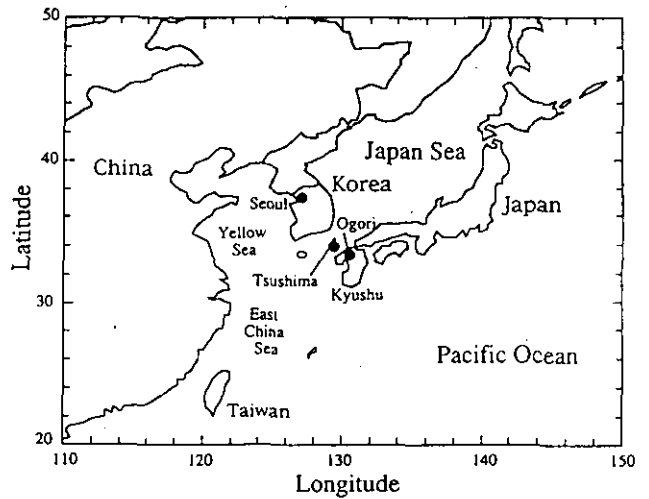 50
40
30
20
Latitude
China
Japan Sea
Korea
Seoul
Ogori
Japan
Yellow
Sea
Tsushima
Kyushu
East
China
Sea
Pacific Ocean
Taiwan
110
120
130
140
150
Longitude